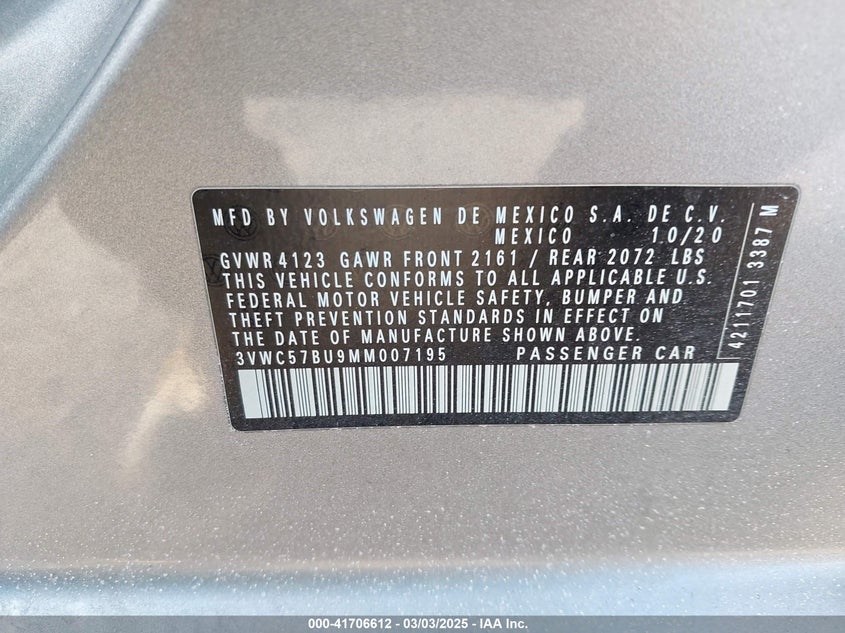 MFD BY VOLKSWAGEN DE MEXICO S.A. DE C.V.
MEXICO 10/20
GVWR 4123 GAWR FRONT 2161 / REAR 2072 LBS
THIS VEHICLE CONFORMS TO ALL APPLICABLE U.S.
FEDERAL MOTOR VEHICLE SAFETY, BUMPER AND
THEFT PREVENTION STANDARDS IN EFFECT ON
THE DATE OF MANUFACTURE SHOWN ABOVE.
3VWC57BU9MM007195 PASSENGER CAR
4211701 3387 M
000-41706612 - 03/03/2025 - IAA Inc.